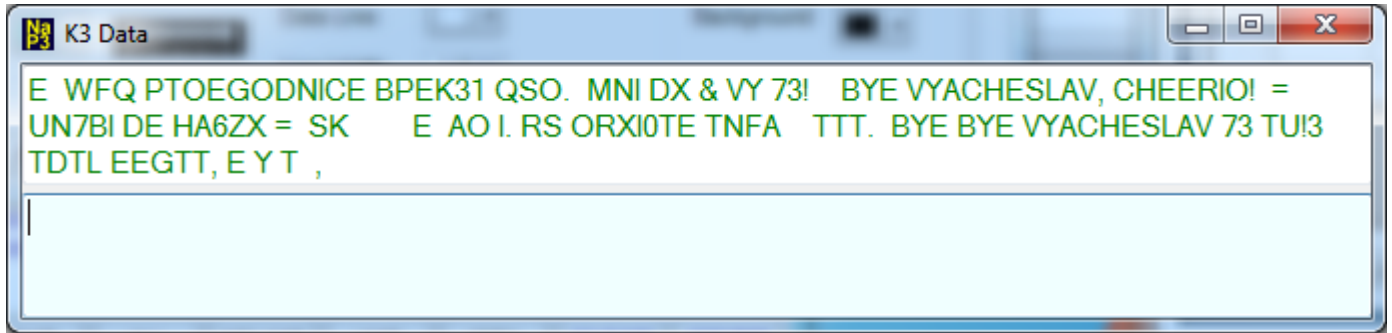 K3 Data
E  WFQ PTOEGODNICE BPEK31 QSO.  MNI DX & VY 73!    BYE VYACHESLAV, CHEERIO!  =
UN7BI DE HA6ZX =  SK       E  AO I. RS ORXI0TE TNFA    TTT.  BYE BYE VYACHESLAV 73 TU!3
TDTL EEGTT, E Y T  ,